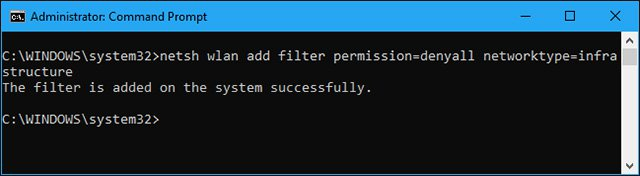 Administrator: Command Prompt
C:\WINDOWS\system32>netsh wlan add filter permission=denyall networktype=infra
structure
The filter is added on the system successfully.
C:\WINDOWS\system32>